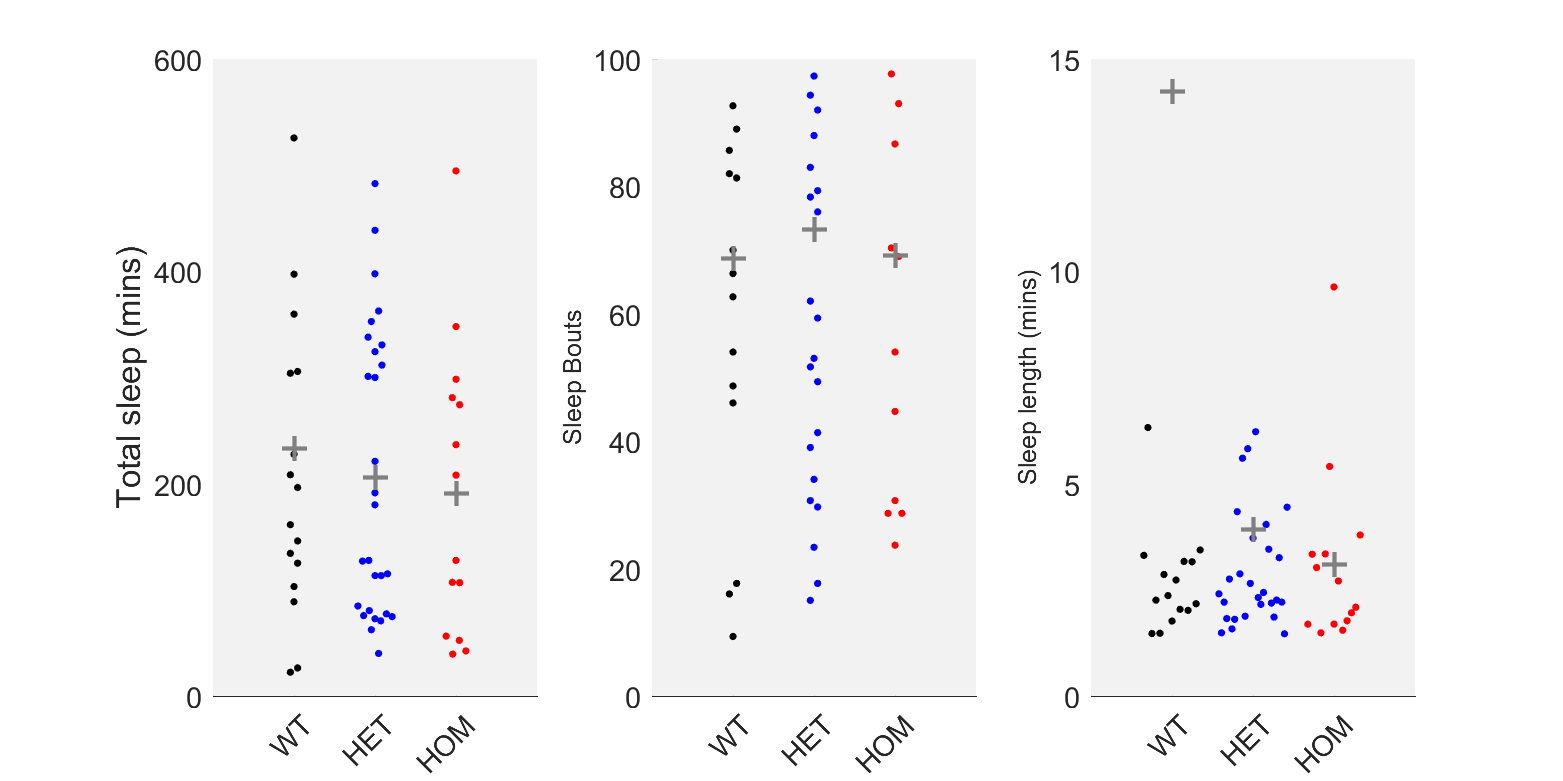 Total sleep (mins)
600
400
200
0
WT
HET
HOM
Sleep Bouts
100
80
60
40
20
0
WT
HET
HOM
Sleep length (mins)
15
10
5
0
WT
HET
HOM